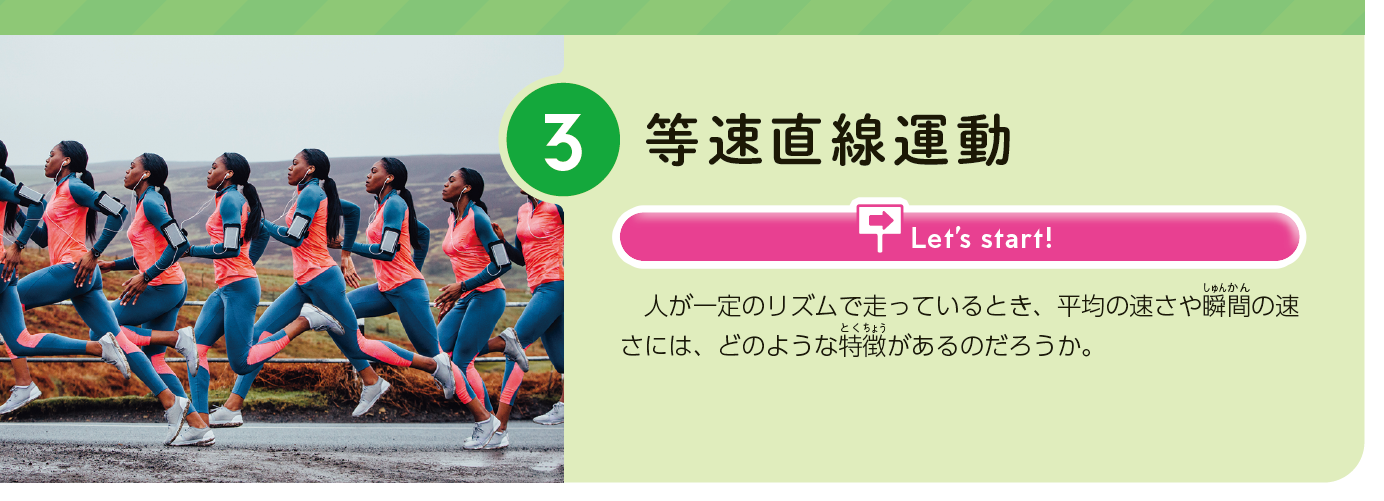 3 等速直線運動
Let's start!
しゅんかん
人が一定のリズムで走っているとき、平均の速さや瞬間の速
とくちょう
さには、どのような特徴があるのだろうか。